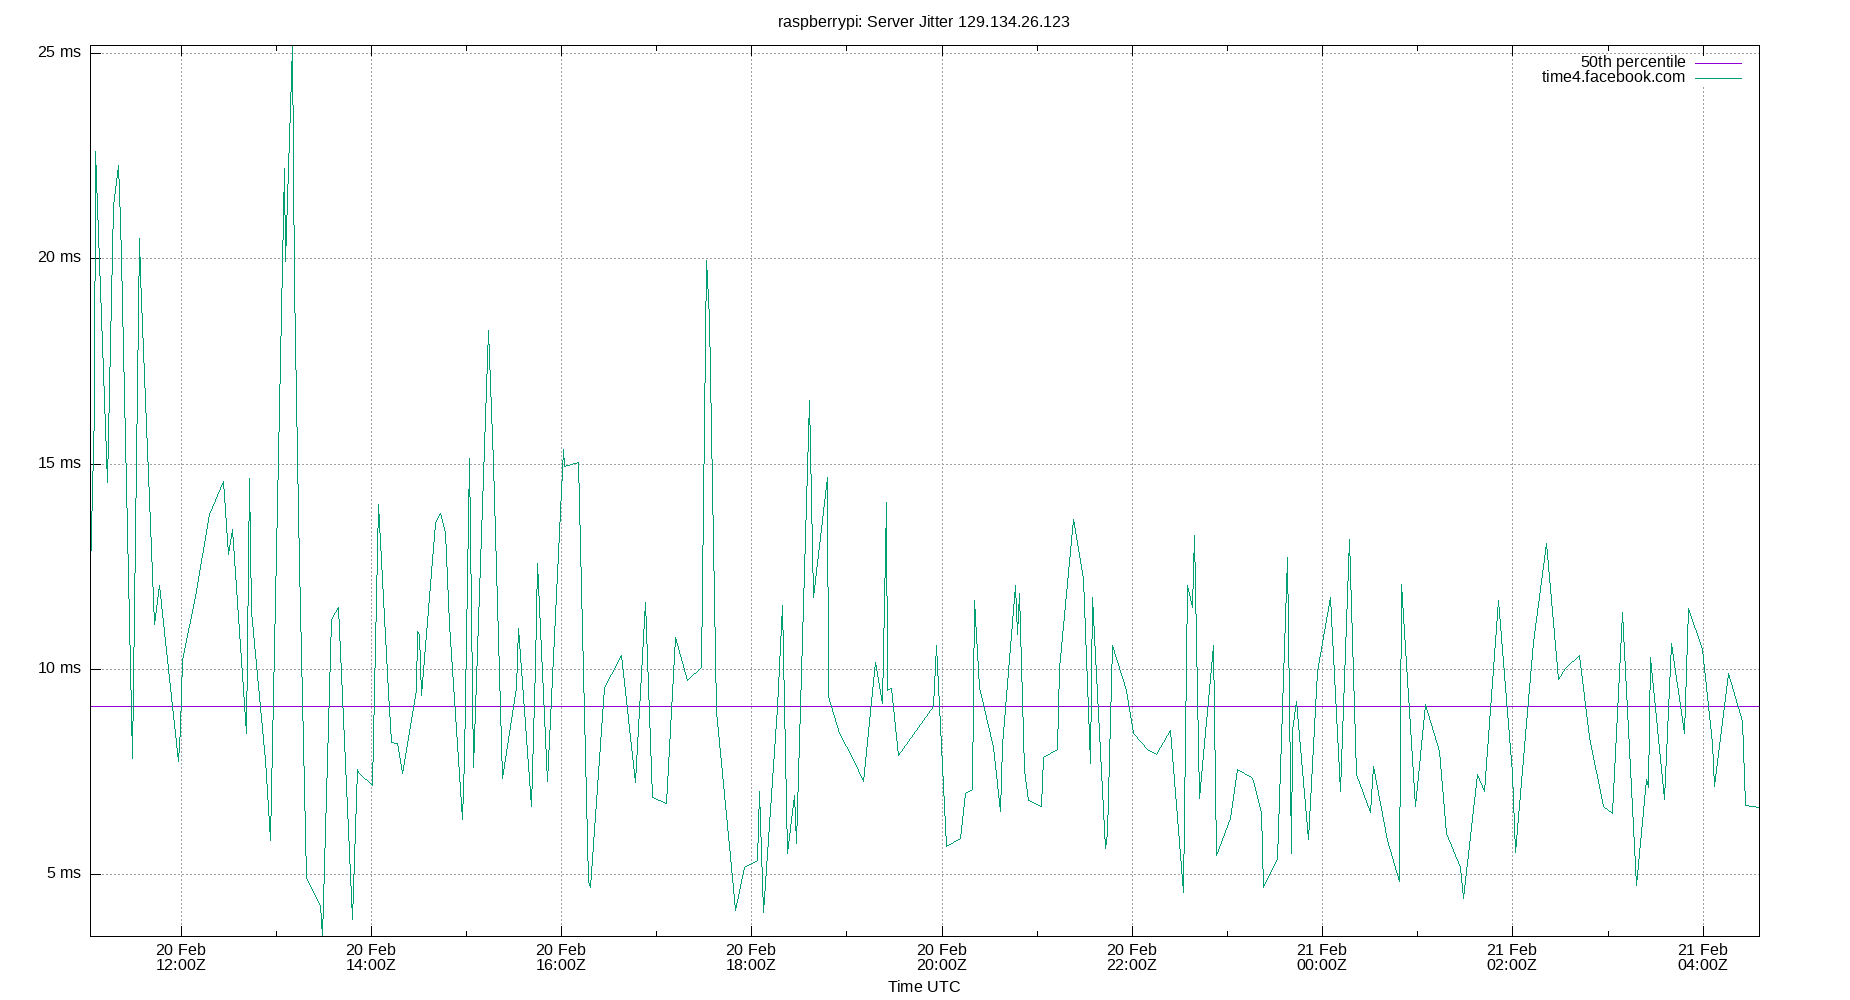 raspberrypi: Server Jitter 129.134.26.123
25 ms
20 ms
15 ms
10 ms
5 ms
50th percentile
time4.facebook.com
20 Feb
12:00Z
20 Feb
14:00Z
20 Feb
16:00Z
20 Feb
18:00Z
20 Feb
20:00Z
20 Feb
22:00Z
21 Feb
00:00Z
21 Feb
02:00Z
21 Feb
04:00Z
Time UTC